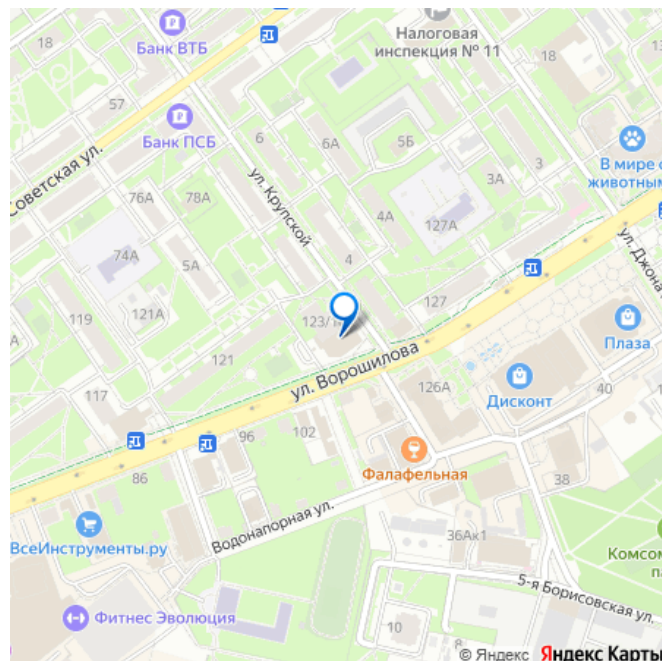 18
Банк ВТБ
Налоговая
инспекция № 11
18
57
Банк ПСБ
6
6А
5Б
3
В мире с
животным
Советская ул.
ул. Крупской
76А
78А
3А
4А
127А
74А
5А
4
ул. Джона
119
121А
123/
127
Плаза
121
ул. Ворошилова
117
126А
Дисконт
40
96
102
86
Фалафельная
38
ВсеИнструменты.ру
Водонапорная ул.
36Ак1
Комсом
па
5-я Борисовская ул.
Фитнес Эволюция
10
© Яндекс Яндекс Карты